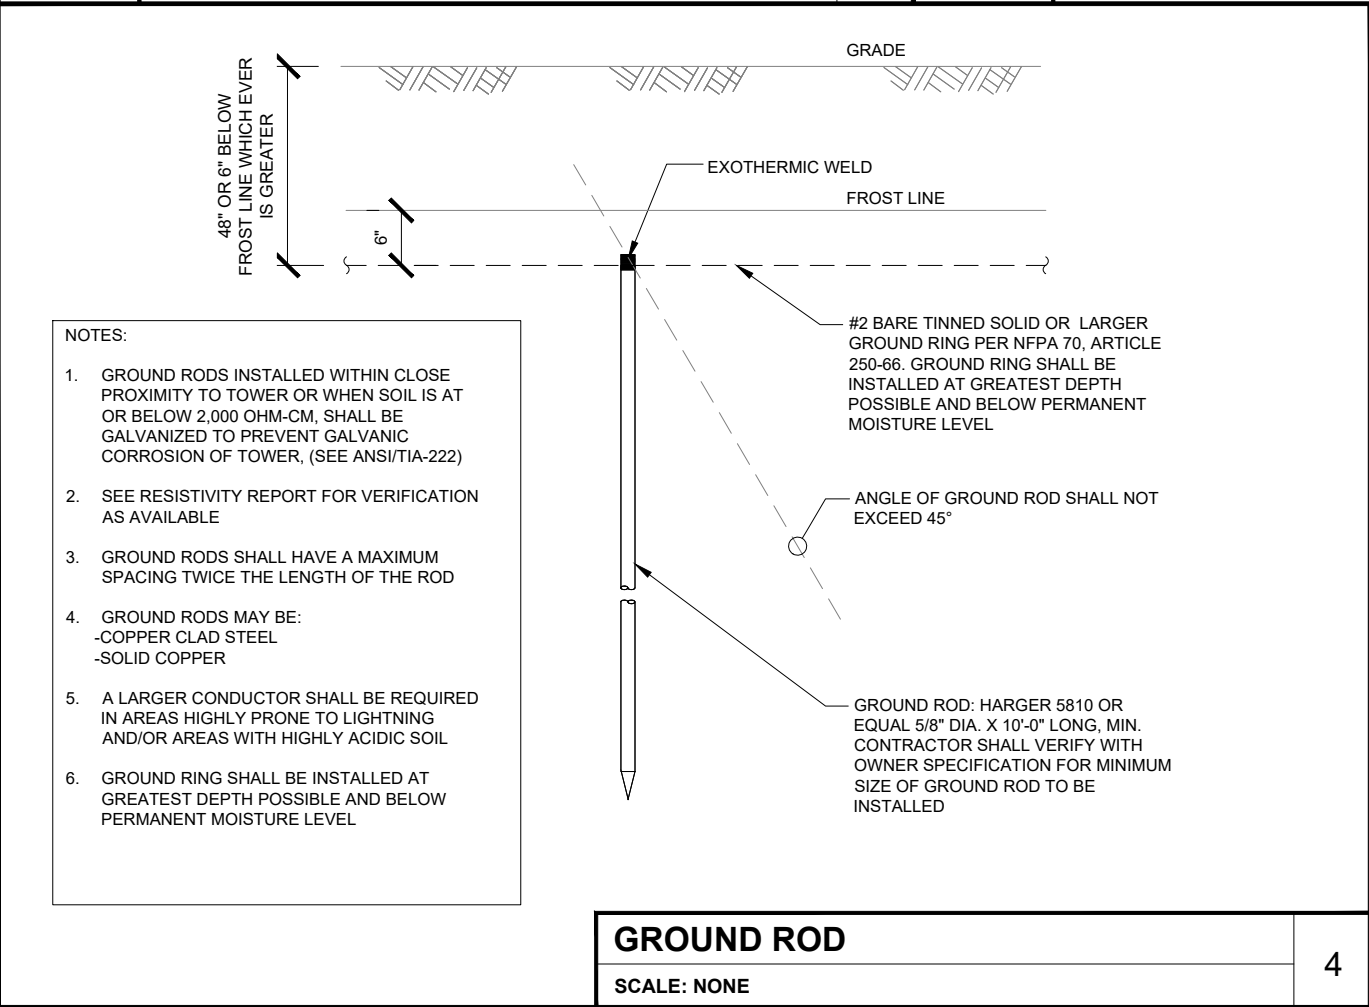 GRADE
48" OR 6" BELOW
FROST LINE WHICH EVER
IS GREATER
EXOTHERMIC WELD
FROST LINE
6"
#2 BARE TINNED SOLID OR LARGER
GROUND RING PER NFPA 70, ARTICLE
250-66. GROUND RING SHALL BE
INSTALLED AT GREATEST DEPTH
POSSIBLE AND BELOW PERMANENT
MOISTURE LEVEL
NOTES:
1. GROUND RODS INSTALLED WITHIN CLOSE
PROXIMITY TO TOWER OR WHEN SOIL IS AT
OR BELOW 2,000 OHM-CM, SHALL BE
GALVANIZED TO PREVENT GALVANIC
CORROSION OF TOWER, (SEE ANSI/TIA-222)
2. SEE RESISTIVITY REPORT FOR VERIFICATION
AS AVAILABLE
3. GROUND RODS SHALL HAVE A MAXIMUM
SPACING TWICE THE LENGTH OF THE ROD
4. GROUND RODS MAY BE:
-COPPER CLAD STEEL
-SOLID COPPER
5. A LARGER CONDUCTOR SHALL BE REQUIRED
IN AREAS HIGHLY PRONE TO LIGHTNING
AND/OR AREAS WITH HIGHLY ACIDIC SOIL
6. GROUND RING SHALL BE INSTALLED AT
GREATEST DEPTH POSSIBLE AND BELOW
PERMANENT MOISTURE LEVEL
ANGLE OF GROUND ROD SHALL NOT
EXCEED 45°
GROUND ROD: HARGER 5810 OR
EQUAL 5/8" DIA. X 10'-0" LONG, MIN.
CONTRACTOR SHALL VERIFY WITH
OWNER SPECIFICATION FOR MINIMUM
SIZE OF GROUND ROD TO BE
INSTALLED
GROUND ROD
SCALE: NONE
4